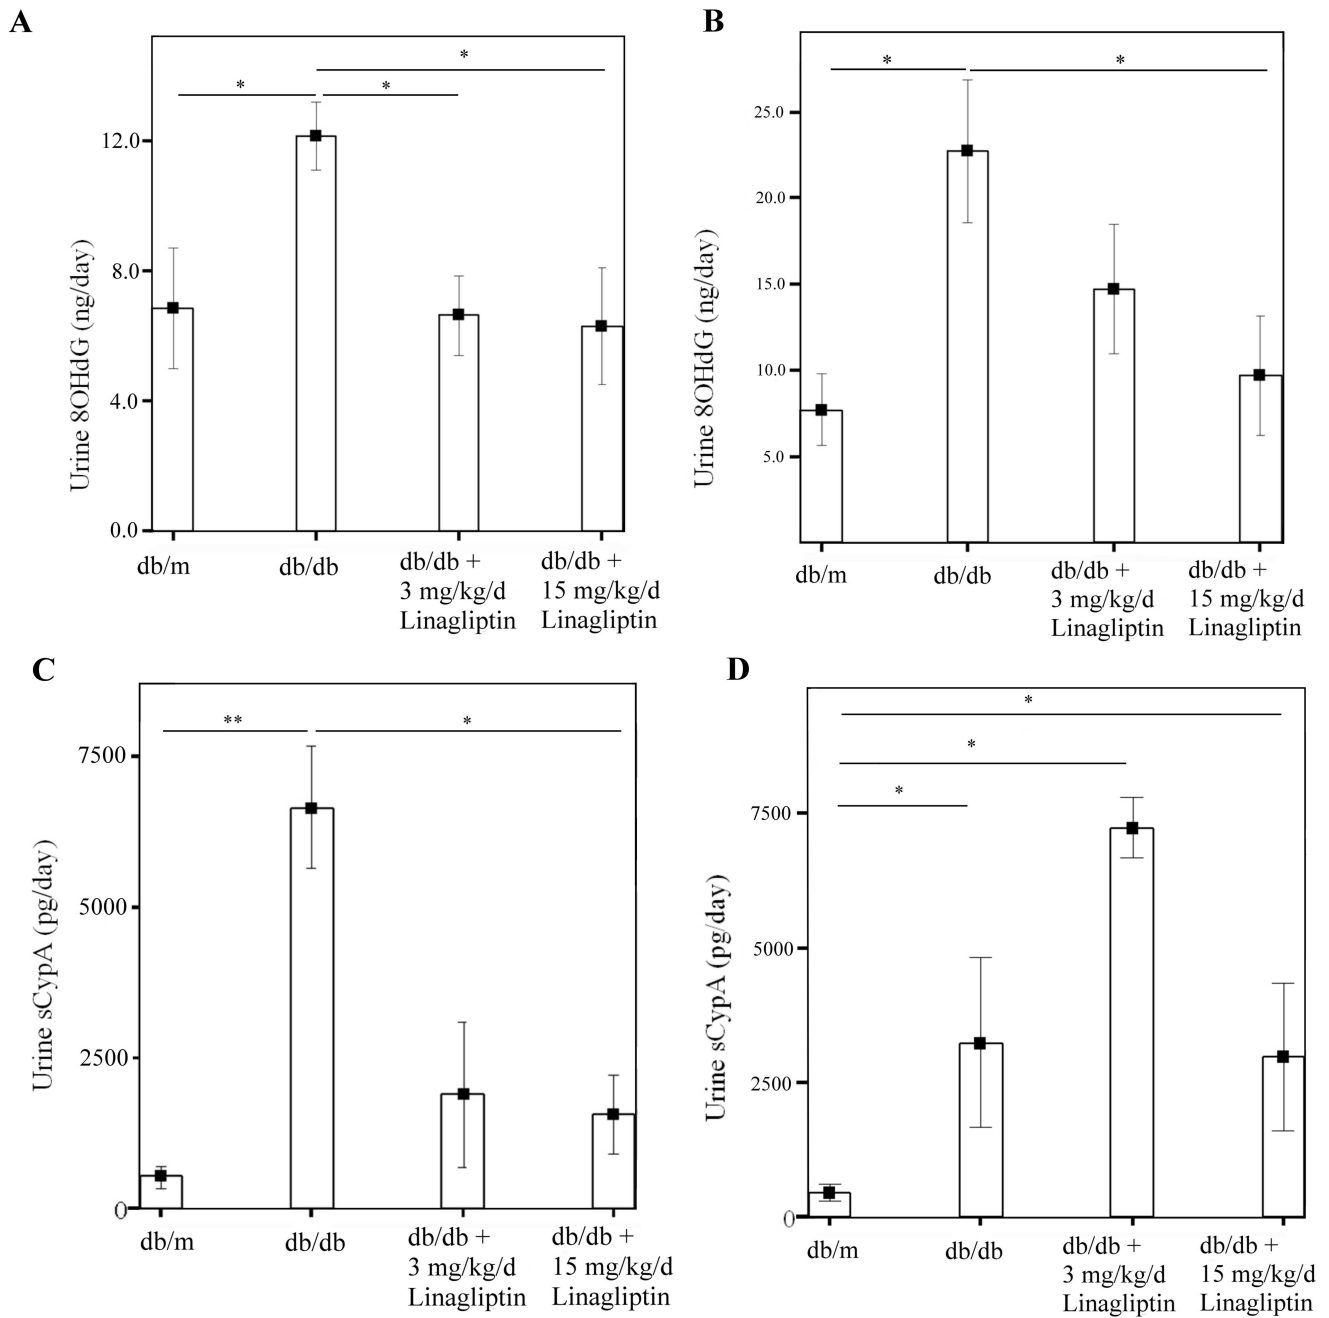 A
*
*
*
12.0
8.0
4.0
0.0
Urine 8OHdG (ng/day)
db/m
db/db
db/db +
3 mg/kg/d
Linagliptin
db/db +
15 mg/kg/d
Linagliptin
B
*
*
25.0
20.0
15.0
10.0
5.0
Urine 8OHdG (ng/day)
db/m
db/db
db/db +
3 mg/kg/d
Linagliptin
db/db +
15 mg/kg/d
Linagliptin
C
**
*
7500
5000
2500
0
Urine sCypA (pg/day)
db/m
db/db
db/db +
3 mg/kg/d
Linagliptin
db/db +
15 mg/kg/d
Linagliptin
D
*
*
*
7500
5000
2500
0
Urine sCypA (pg/day)
db/m
db/db
db/db +
3 mg/kg/d
Linagliptin
db/db +
15 mg/kg/d
Linagliptin